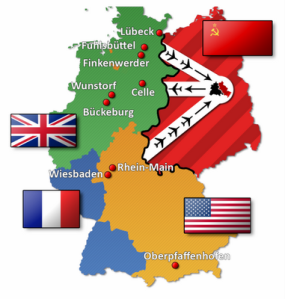 Lübeck
Fuhlsbüttel
Finkenwerder
Wunstorf
Celle
Bückeburg
Rhein-Main
Wiesbaden
Oberpfaffenhofen